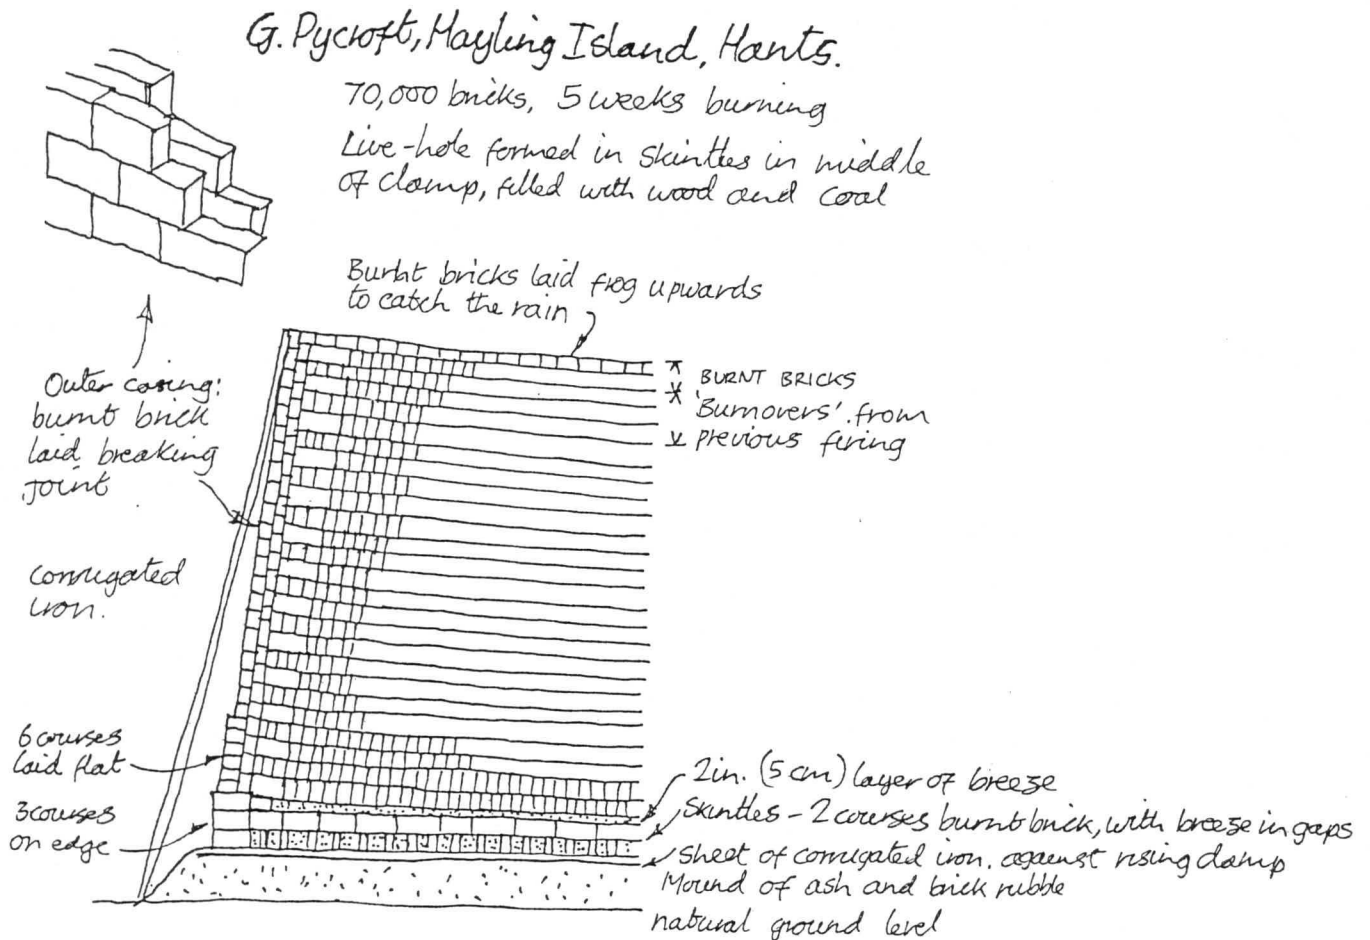 G. Pycroft, Hayling Island, Hants.
70,000 bricks, 5 weeks burning
Live-hole formed in skintles in middle
of clamp, filled with wood and coal
Burnt bricks laid frog upwards
to catch the rain
Outer casing:
burnt brick
laid breaking
joint
BURNT BRICKS
'Burnovers' from
previous firing
corrugated
iron.
6 courses
laid flat
3 courses
on edge
2in. (5 cm) layer of breeze
Skintles - 2 courses burnt brick, with breeze in gaps
Sheet of corrugated iron. against rising damp
Mound of ash and brick rubble
natural ground level